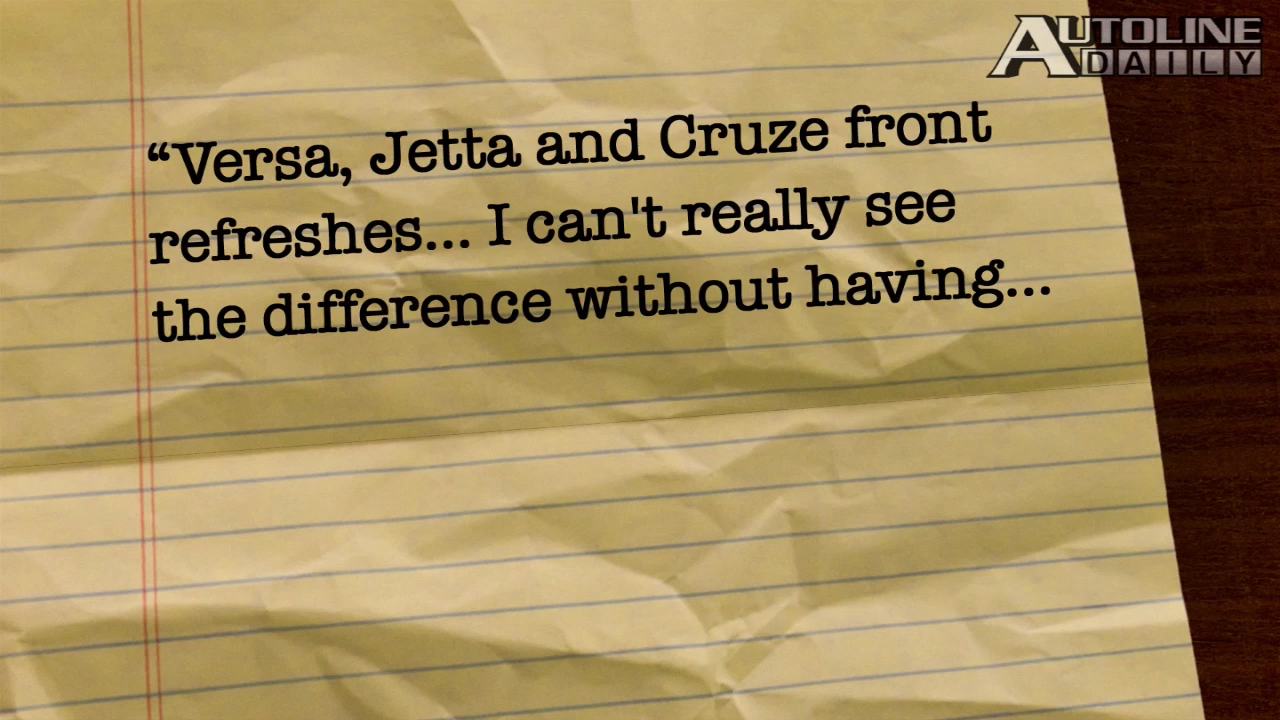 AUTOLINE
DAILY
“Versa, Jetta and Cruze front
refreshes... I can't really see
the difference without having...